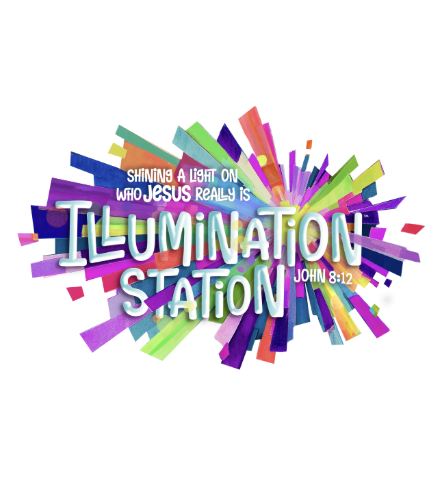 SHINING A LIGHT ON
WHO JESUS REALLY IS
ILLUMINATION
STATION
JOHN 8:12